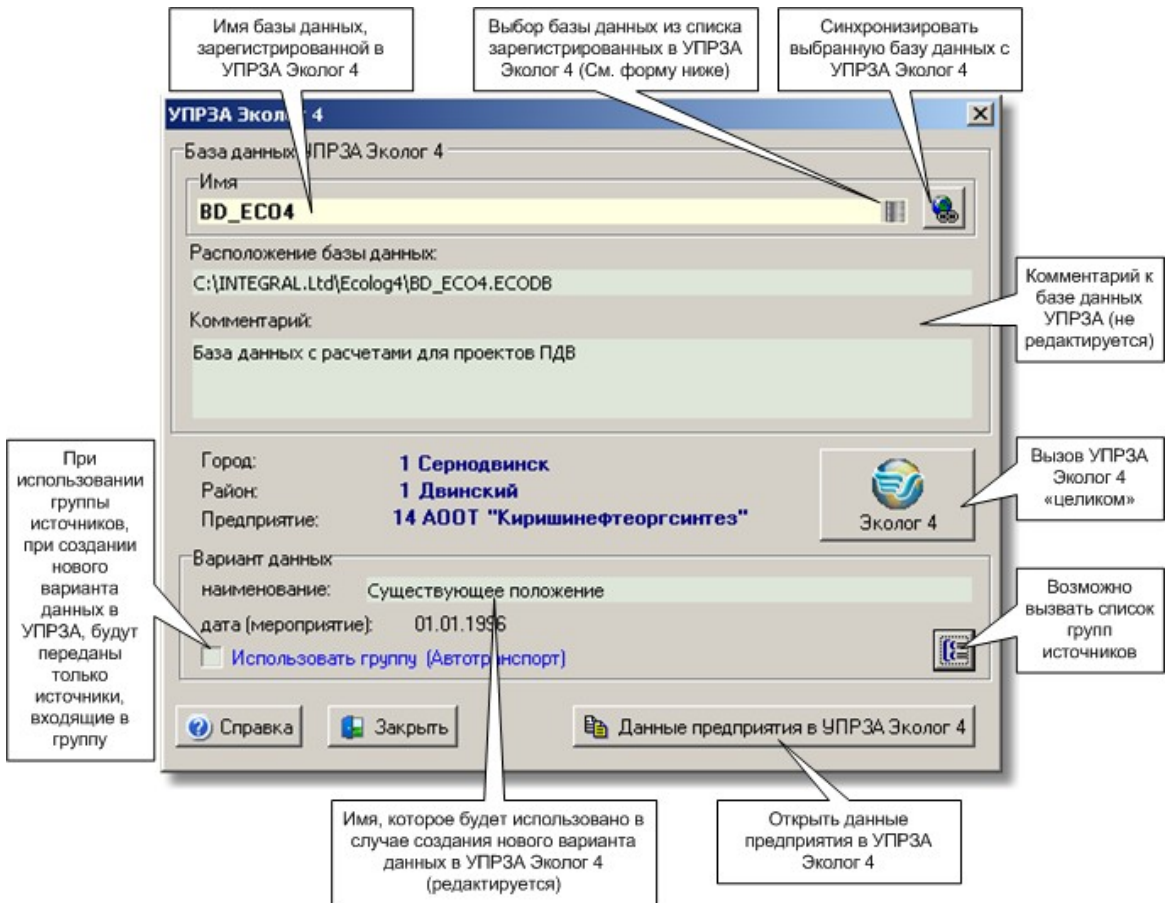 Имя базы данных,
зарегистрированной в
УПРЗА Эколог 4
Выбор базы данных из списка
зарегистрированных в УПРЗА
Эколог 4 (См. форму ниже)
Синхронизировать
выбранную базу данных с
УПРЗА Эколог 4
УПРЗА Эколог 4
База данных УПРЗА Эколог 4
Имя
BD_ECO4
Расположение базы данных:
C:\INTEGRAL.Ltd\Ecolog4\BD_ECO4.ECODB
Комментарий:
База данных с расчетами для проектов ПДВ
Комментарий к
базе данных
УПРЗА (не
редактируется)
Город: 1 Сернодвинск
Район: 1 Двинский
Предприятие: 14 АООТ "Киришинефтеоргсинтез"
Эколог 4
Вызов УПРЗА
Эколог 4
«целиком»
При
использовании
группы
источников,
при создании
нового
варианта
данных в
УПРЗА, будут
переданы
только
источники,
входящие в
группу
Вариант данных
наименование: Существующее положение
дата (мероприятие): 01.01.1996
Использовать группу (Автотранспорт)
Возможно
вызвать список
групп
источников
Справка
Закрыть
Данные предприятия в УПРЗА Эколог 4
Имя, которое будет использовано в
случае создания нового варианта
данных в УПРЗА Эколог 4
(редактируется)
Открыть данные
предприятия в УПРЗА
Эколог 4